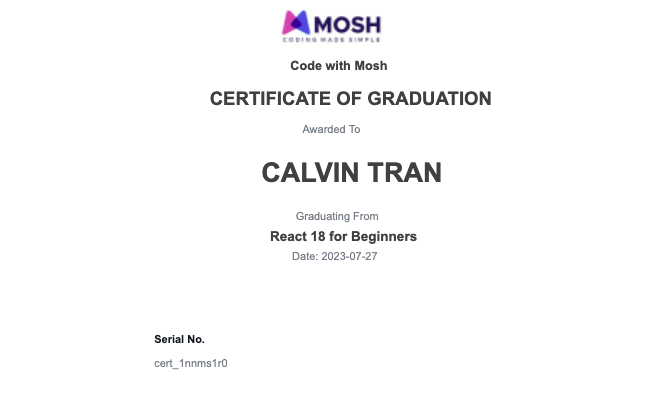 MOSH
CODING MADE SIMPLE
Code with Mosh
CERTIFICATE OF GRADUATION
Awarded To
CALVIN TRAN
Graduating From
React 18 for Beginners
Date: 2023-07-27
Serial No.
cert_1nnms1r0